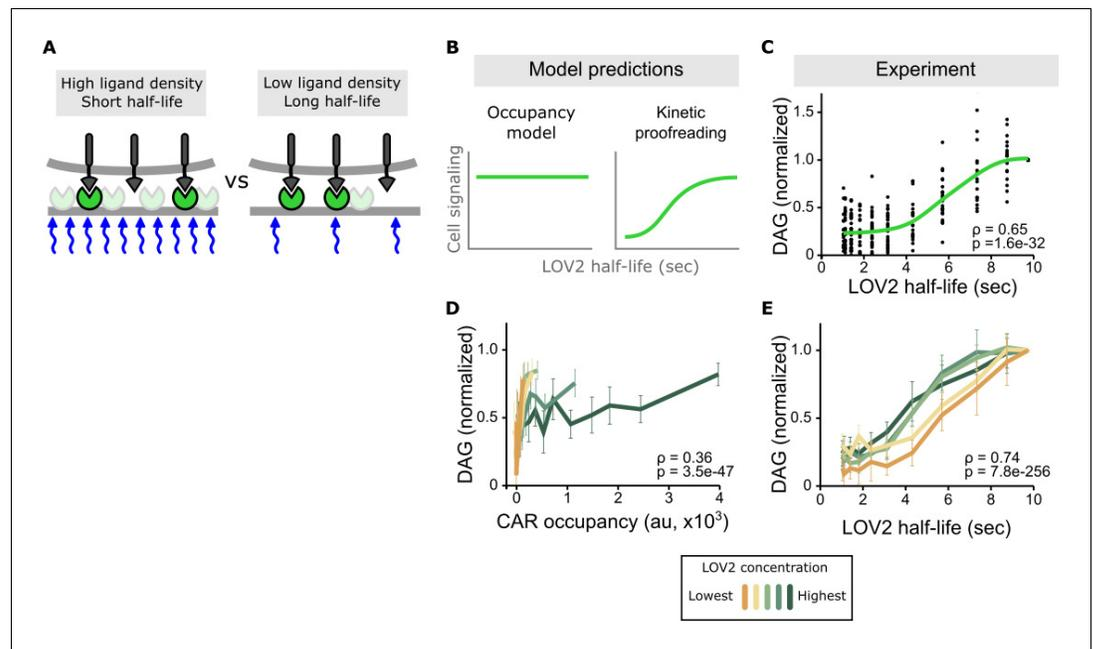 A
High ligand density
Short half-life
vs
Low ligand density
Long half-life
B
Model predictions
Occupancy
model
Kinetic
proofreading
Cell signaling
LOV2 half-life (sec)
C
Experiment
DAG (normalized)
1.5
1.0
0.5
0
ρ = 0.65
p =1.6e-32
0 2 4 6 8 10
LOV2 half-life (sec)
D
DAG (normalized)
1.0
0.5
0
ρ = 0.36
p = 3.5e-47
0 1 2 3 4
CAR occupancy (au, x10³)
E
DAG (normalized)
1.0
0.5
0
ρ = 0.74
p = 7.8e-256
0 2 4 6 8 10
LOV2 half-life (sec)
LOV2 concentration
Lowest Highest